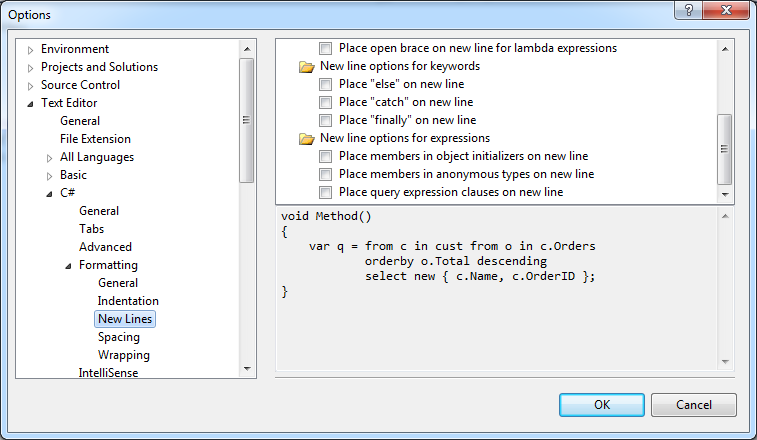 Options
Environment
Projects and Solutions
Source Control
Text Editor
General
File Extension
All Languages
Basic
C#
General
Tabs
Advanced
Formatting
General
Indentation
New Lines
Spacing
Wrapping
IntelliSense
Place open brace on new line for lambda expressions
New line options for keywords
Place "else" on new line
Place "catch" on new line
Place "finally" on new line
New line options for expressions
Place members in object initializers on new line
Place members in anonymous types on new line
Place query expression clauses on new line
void Method()
{
    var q = from c in cust from o in c.Orders
            orderby o.Total descending
            select new { c.Name, c.OrderID };
}
OK
Cancel